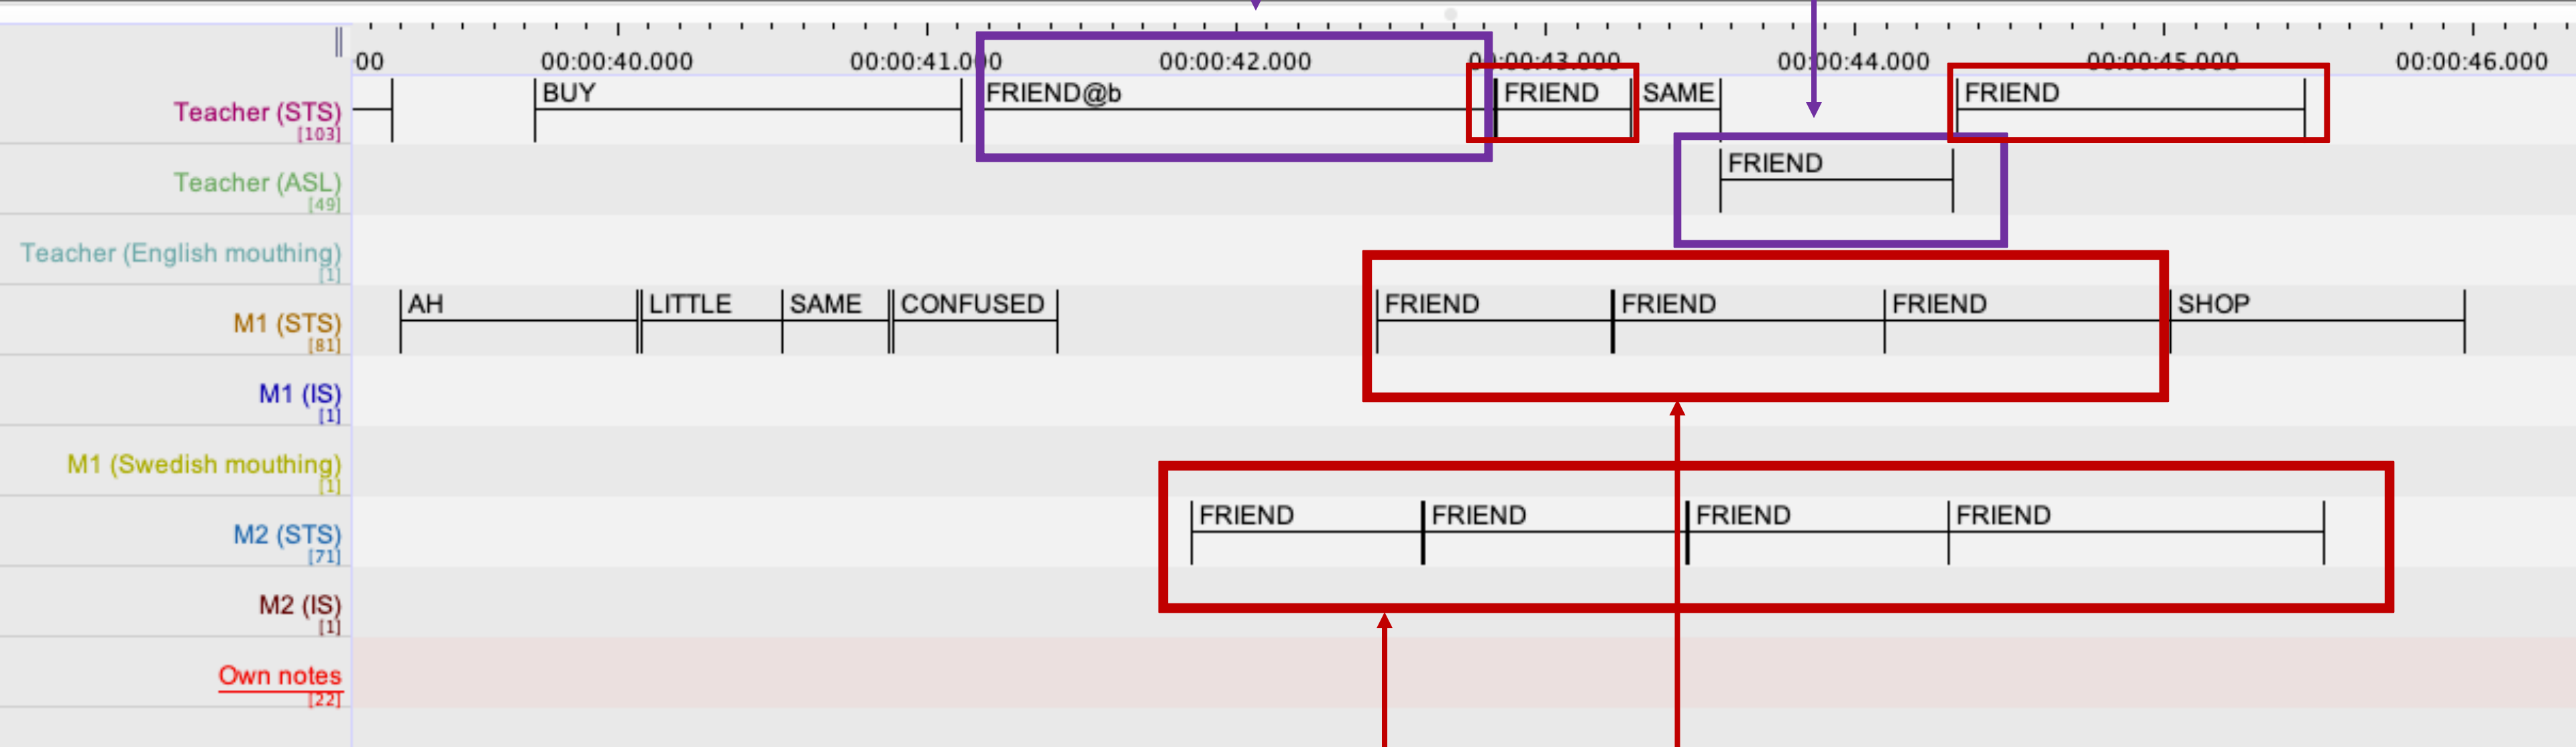 00 00:00:40.000 00:00:41.000 00:00:42.000 00:00:43.000 00:00:44.000 00:00:45.000 00:00:46.000
Teacher (STS) BUY FRIEND@b FRIEND SAME FRIEND
[103]
Teacher (ASL) FRIEND
[49]
Teacher (English mouthing)
[1]
M1 (STS) AH LITTLE SAME CONFUSED FRIEND FRIEND FRIEND SHOP
[81]
M1 (IS)
[1]
M1 (Swedish mouthing)
[1]
M2 (STS) FRIEND FRIEND FRIEND FRIEND
[71]
M2 (IS)
[1]
Own notes
[22]